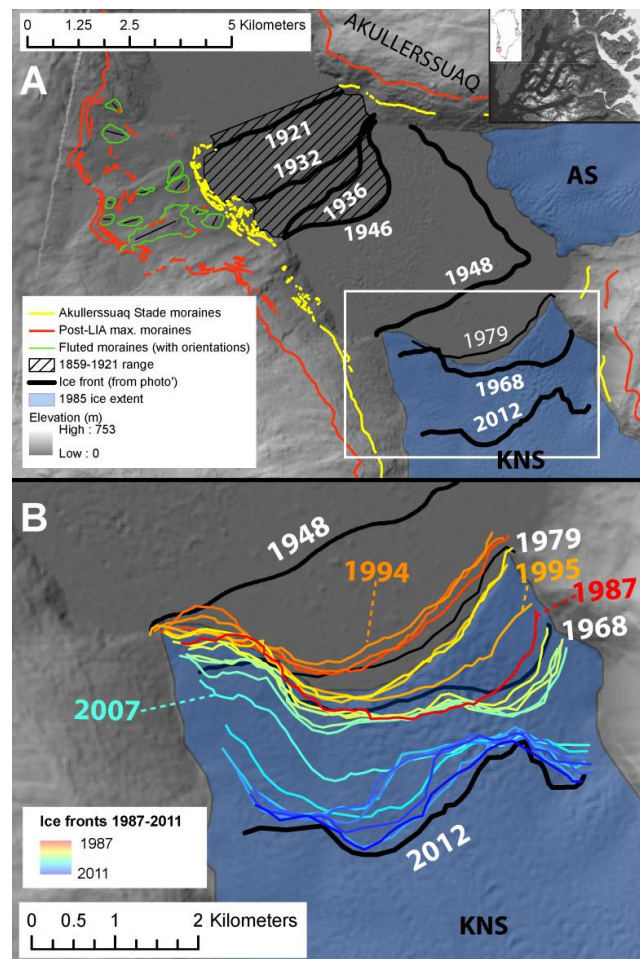 0 1.25 2.5 5 Kilometers
A
AKULLERSSUAQ
1921
1932
1936
1946
AS
1948
1979
1968
2012
KNS
Akullerssuaq Stade moraines
Post-LIA max. moraines
Fluted moraines (with orientations)
1859-1921 range
Ice front (from photo')
1985 ice extent
Elevation (m)
High : 753
Low : 0
B
1948
1979
1994
1995
1987
1968
2007
2012
Ice fronts 1987-2011
1987
2011
0 0.5 1 2 Kilometers
KNS